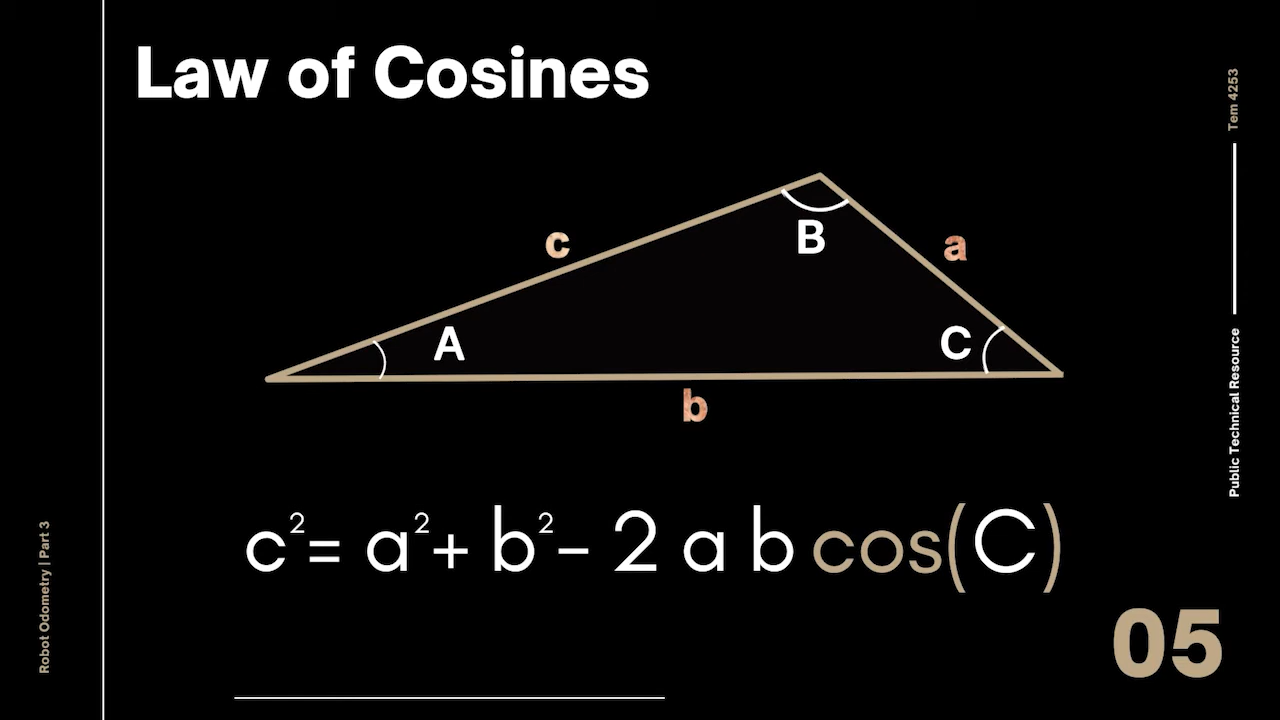 Law of Cosines
Tem 4253
c
B
a
A
C
b
Public Technical Resource
c²= a²+ b²– 2 a b cos(C)
Robot Odometry | Part 3
05